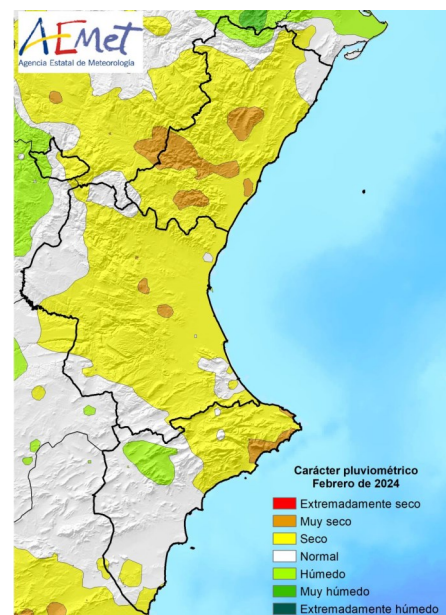 AEmet
Agencia Estatal de Meteorología
Carácter pluviométrico
Febrero de 2024
Extremadamente seco
Muy seco
Seco
Normal
Húmedo
Muy húmedo
Extremadamente húmedo